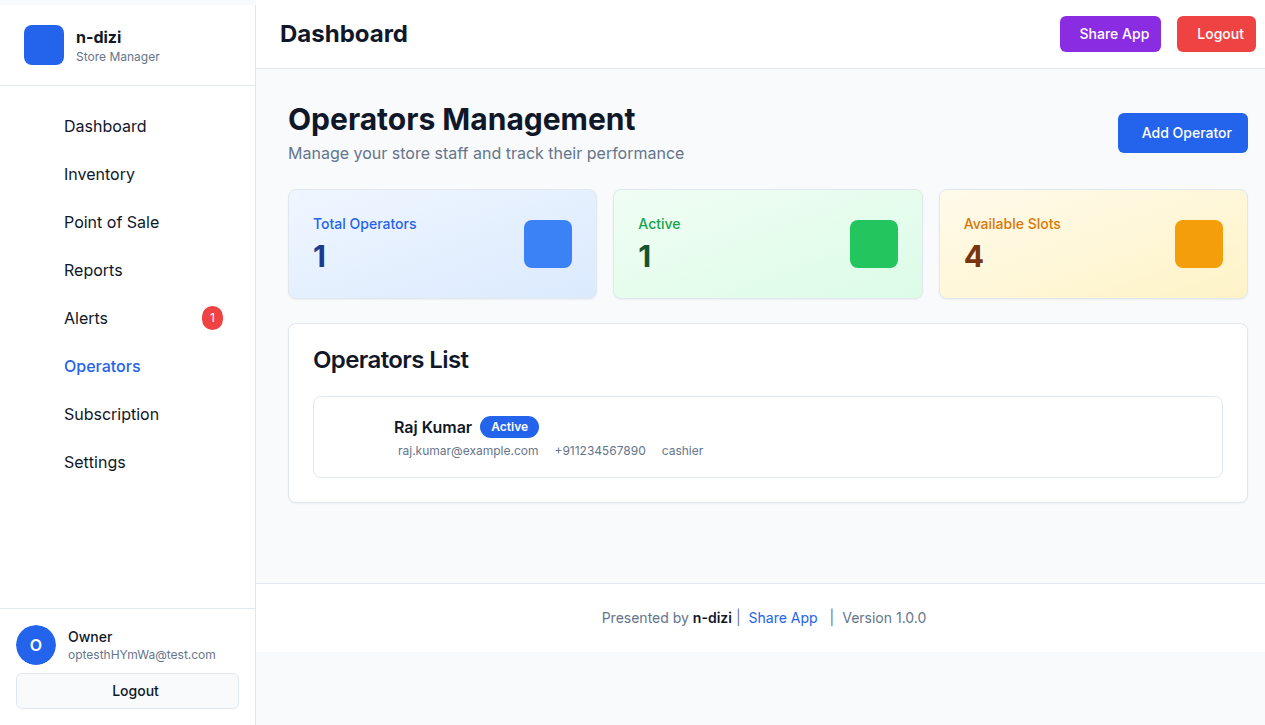 n-dizi
Store Manager
Dashboard
Inventory
Point of Sale
Reports
Alerts 1
Operators
Subscription
Settings
O
Owner
optesthHYmWa@test.com
Logout
Dashboard
Share App
Logout
Operators Management
Manage your store staff and track their performance
Add Operator
Total Operators
1
Active
1
Available Slots
4
Operators List
Raj Kumar Active
raj.kumar@example.com +911234567890 cashier
Presented by n-dizi | Share App | Version 1.0.0